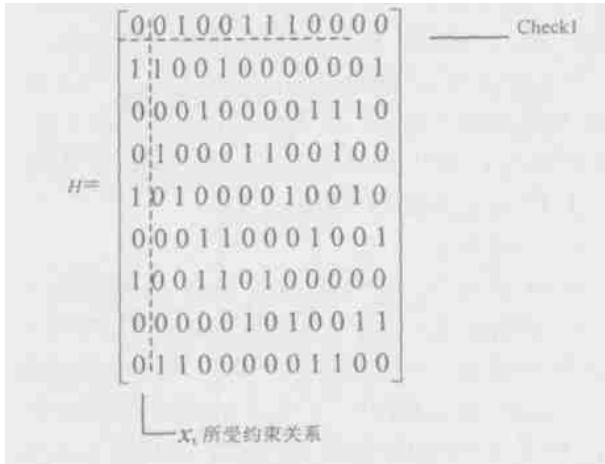 0 0 1 0 0 1 1 1 0 0 0 0 Check1
1 1 0 0 1 0 0 0 0 0 0 1
0 0 0 1 0 0 0 0 1 1 1 0
0 1 0 0 0 1 1 0 0 1 0 0
H= 1 0 1 0 0 0 0 1 0 0 1 0
0 0 0 1 1 0 0 0 1 0 0 1
1 0 0 1 1 0 1 0 0 0 0 0
0 0 0 0 0 1 0 1 0 0 1 1
0 1 1 0 0 0 0 0 1 1 0 0
x₁ 所受约束关系